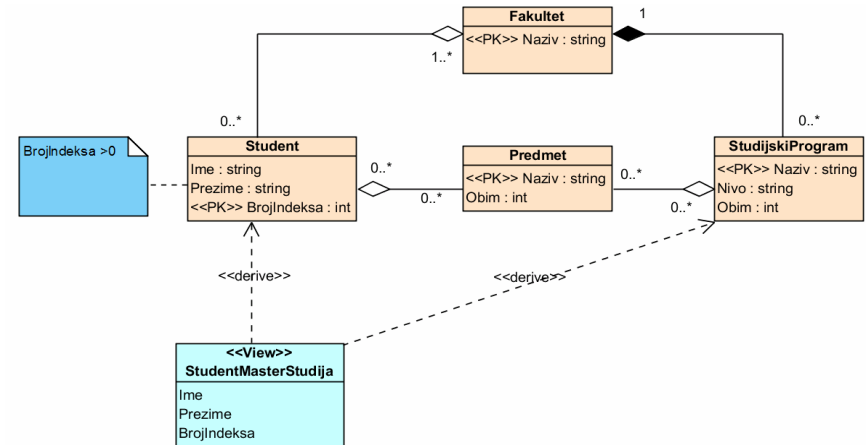 Fakultet
<<PK>> Naziv : string
1
1..*
0..*
0..*
BrojIndeksa >0
Student
Ime : string
Prezime : string
<<PK>> BrojIndeksa : int
0..*
0..*
Predmet
<<PK>> Naziv : string
Obim : int
0..*
0..*
StudijskiProgram
<<PK>> Naziv : string
Nivo : string
Obim : int
<<derive>>
<<derive>>
<<View>>
StudentMasterStudija
Ime
Prezime
BrojIndeksa